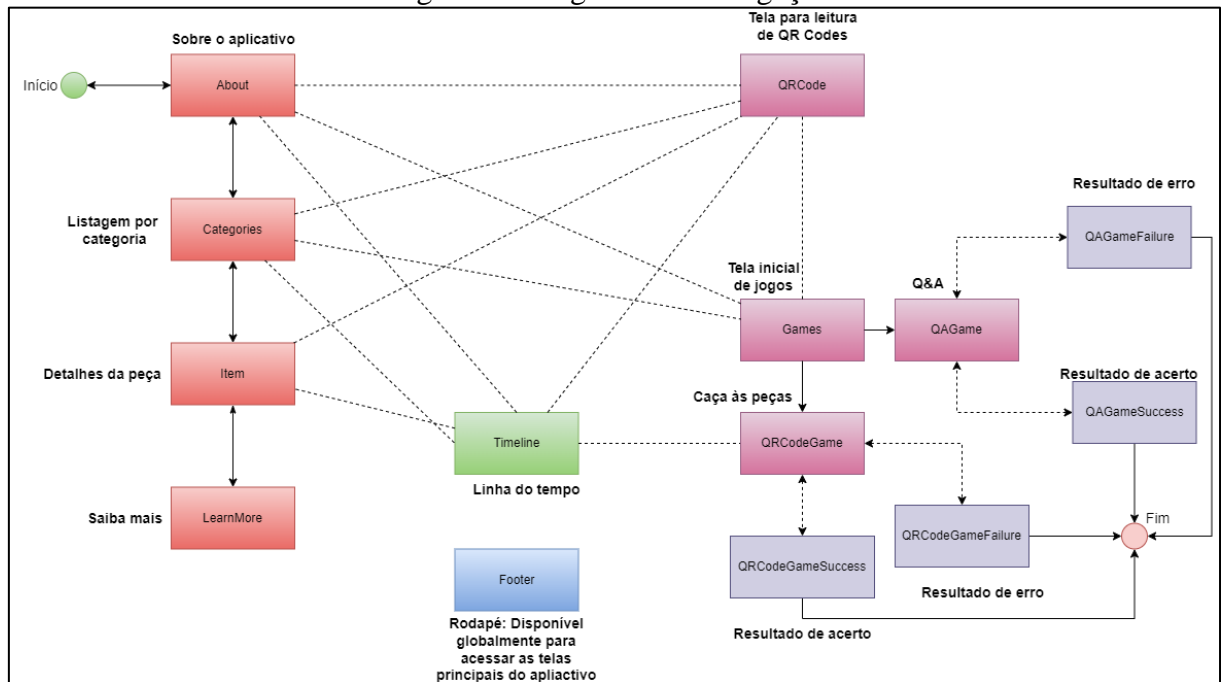 Tela para leitura
de QR Codes
Sobre o aplicativo
Início
About
QRCode
Listagem por
categoria
Categories
Resultado de erro
QAGameFailure
Tela inicial
de jogos
Q&A
Games
QAGame
Detalhes da peça
Item
Resultado de acerto
QAGameSuccess
Caça às peças
Timeline
QRCodeGame
Linha do tempo
Saiba mais
LearnMore
Fim
QRCodeGameFailure
QRCodeGameSuccess
Footer
Resultado de erro
Rodapé: Disponível
globalmente para
acessar as telas
principais do apliactivo
Resultado de acerto